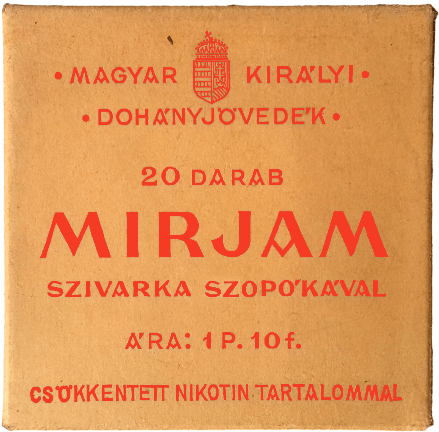 • MAGYAR KIRÁLYI •
• DOHÁNYJÖVEDÉK •
20 DARAB
MIRJAM
SZIVARKA SZOPÓKÁVAL
ÁRA: 1 P. 10 f.
CSÖKKENTETT NIKOTIN TARTALOMMAL